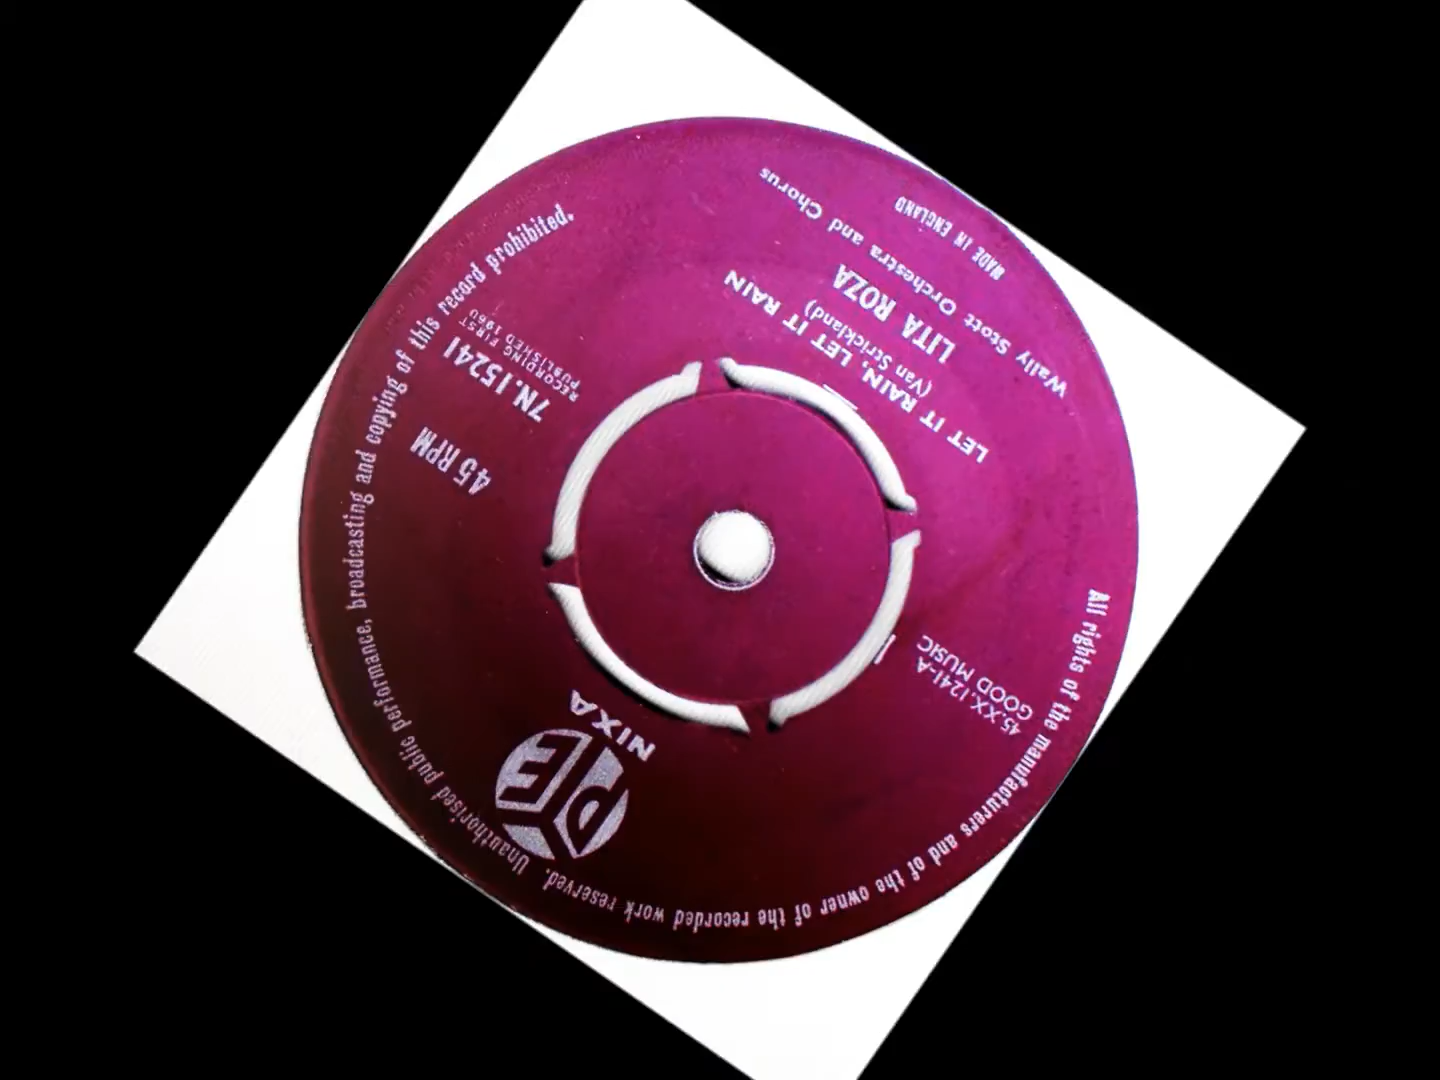 All rights of the manufacturers and of the owner of the recorded work reserved. Unauthorised public performance, broadcasting and copying of this record prohibited.
PYE
NIXA
45.XX.1241-A
GOOD MUSIC
45 RPM
7N.15241
RECORDING FIRST
PUBLISHED 1960
LET IT RAIN, LET IT RAIN
(Van Strickland)
LITA ROZA
Wally Stott Orchestra and Chorus
MADE IN ENGLAND